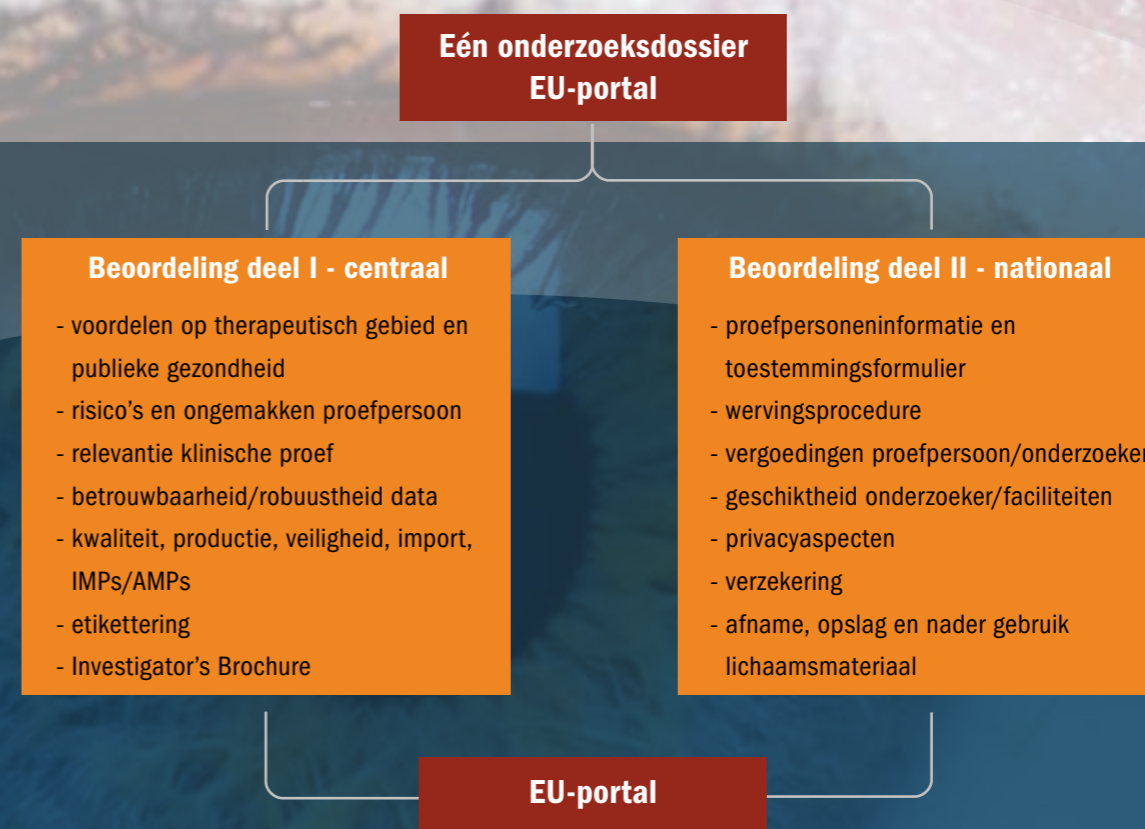 Eén onderzoeksdossier
EU-portal
Beoordeling deel I - centraal
- voordelen op therapeutisch gebied en
publieke gezondheid
- risico's en ongemakken proefpersoon
- relevantie klinische proef
- betrouwbaarheid/robuustheid data
- kwaliteit, productie, veiligheid, import,
IMPs/AMPs
- etikettering
- Investigator's Brochure
Beoordeling deel II - nationaal
- proefpersoneninformatie en
toestemmingsformulier
- wervingsprocedure
- vergoedingen proefpersoon/onderzoeker
- geschiktheid onderzoeker/faciliteiten
- privacyaspecten
- verzekering
- afname, opslag en nader gebruik
lichaamsmateriaal
EU-portal